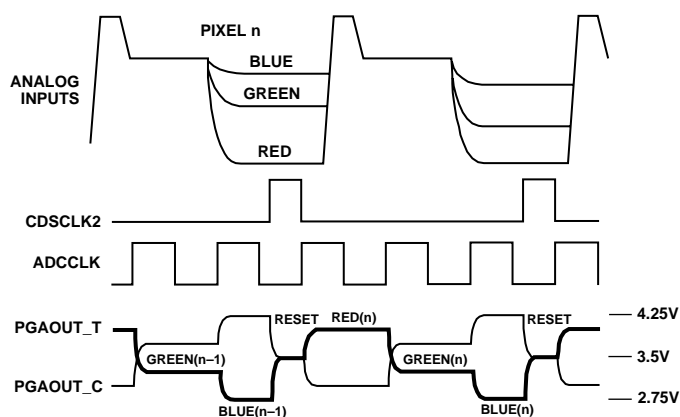 PIXEL n
BLUE
ANALOG
INPUTS
GREEN
RED
CDSCLK2
ADCCLK
4.25V
PGAOUT_T
RESET
RED(n)
RESET
GREEN(n–1)
GREEN(n)
3.5V
PGAOUT_C
BLUE(n–1)
BLUE(n)
2.75V